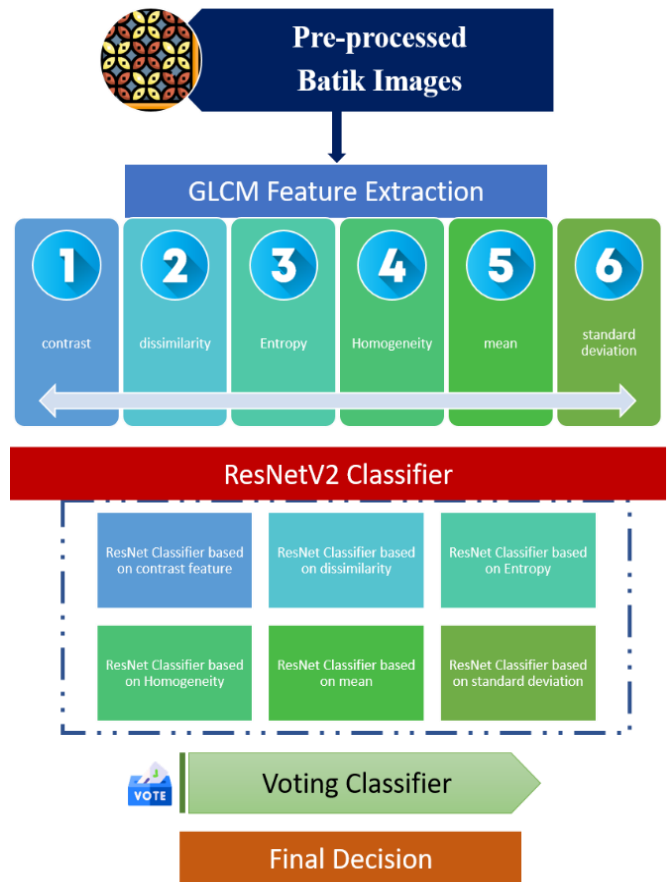 Pre-processed
Batik Images
GLCM Feature Extraction
1
2
3
4
5
6
contrast
dissimilarity
Entropy
Homogeneity
mean
standard
deviation
ResNetV2 Classifier
ResNet Classifier based
on contrast feature
ResNet Classifier based
on dissimilarity
ResNet Classifier based
on Entropy
ResNet Classifier based
on Homogeneity
ResNet Classifier based
on mean
ResNet Classifier based
on standard deviation
VOTE
Voting Classifier
Final Decision